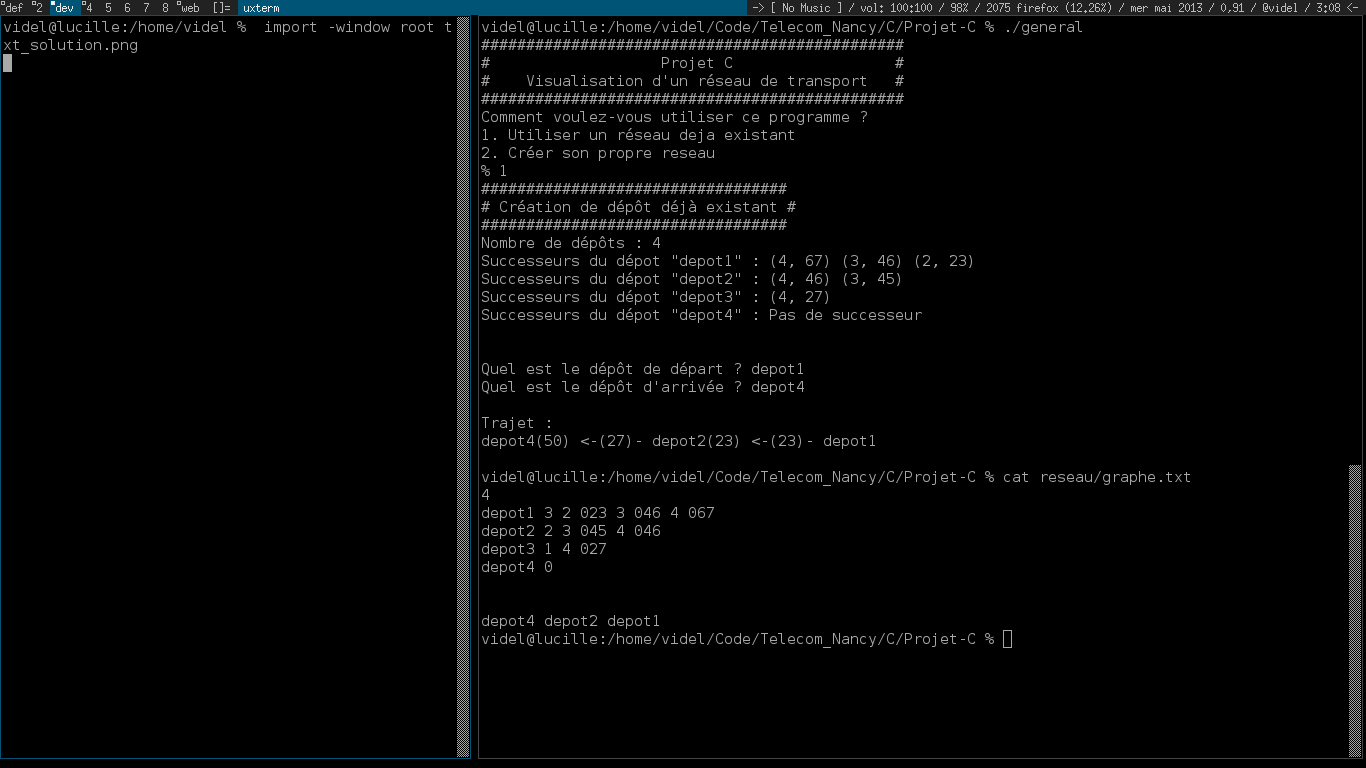 def 2 dev 4 5 6 7 8 web []= uxterm -> [ No Music ] / vol: 100:100 / 98% / 2075 firefox (12.26%) / mer mai 2013 / 0,91 / @videl / 3:08 <-
videl@lucille:/home/videl %  import -window root t
xt_solution.png
videl@lucille:/home/videl/Code/Telecom_Nancy/C/Projet-C % ./general
###############################################
#                   Projet C                  #
#    Visualisation d'un réseau de transport   #
###############################################
Comment voulez-vous utiliser ce programme ?
1. Utiliser un réseau deja existant
2. Créer son propre reseau
% 1
##################################
# Création de dépôt déjà existant #
##################################
Nombre de dépôts : 4
Successeurs du dépot "depot1" : (4, 67) (3, 46) (2, 23)
Successeurs du dépot "depot2" : (4, 46) (3, 45)
Successeurs du dépot "depot3" : (4, 27)
Successeurs du dépot "depot4" : Pas de successeur
Quel est le dépôt de départ ? depot1
Quel est le dépôt d'arrivée ? depot4
Trajet :
depot4(50) <-(27)- depot2(23) <-(23)- depot1
videl@lucille:/home/videl/Code/Telecom_Nancy/C/Projet-C % cat reseau/graphe.txt
4
depot1 3 2 023 3 046 4 067
depot2 2 3 045 4 046
depot3 1 4 027
depot4 0
depot4 depot2 depot1
videl@lucille:/home/videl/Code/Telecom_Nancy/C/Projet-C %